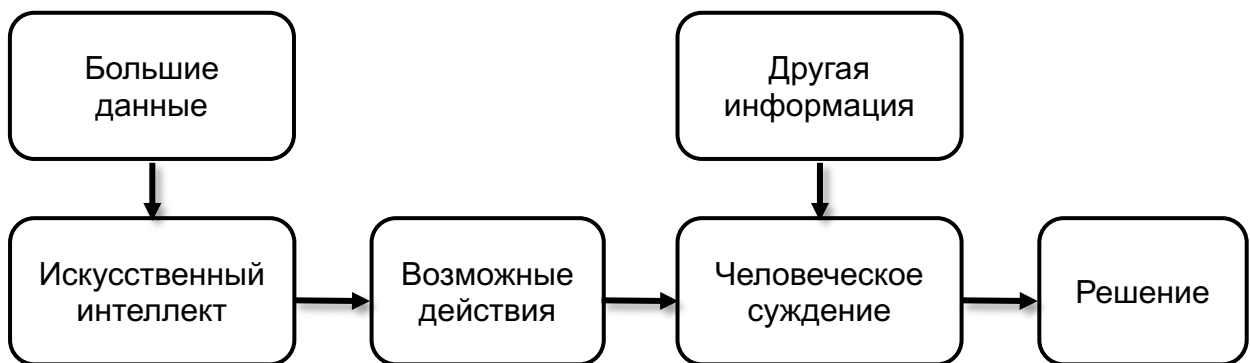 Большие
данные
Другая
информация
Искусственный
интеллект
Возможные
действия
Человеческое
суждение
Решение